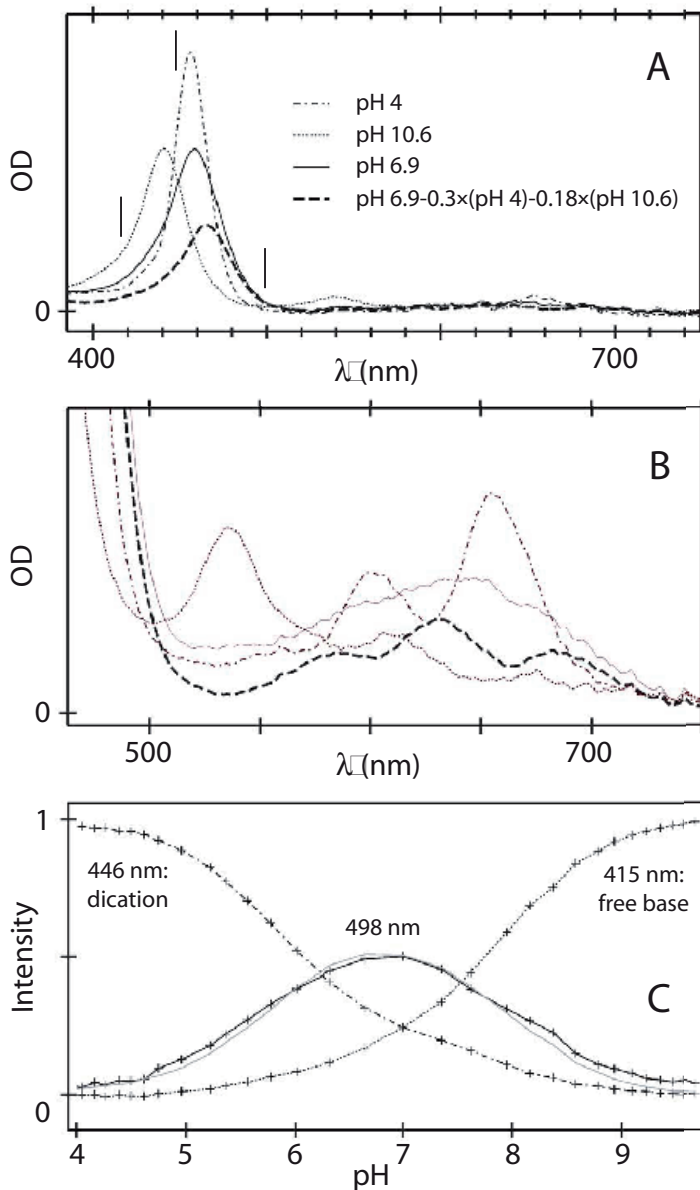 A
pH 4
pH 10.6
pH 6.9
pH 6.9-0.3×(pH 4)-0.18×(pH 10.6)
OD
0
400
700
λ□(nm)
B
OD
0
500
700
λ□(nm)
1
446 nm:
dication
498 nm
415 nm:
free base
Intensity
C
0
4 5 6 7 8 9
pH